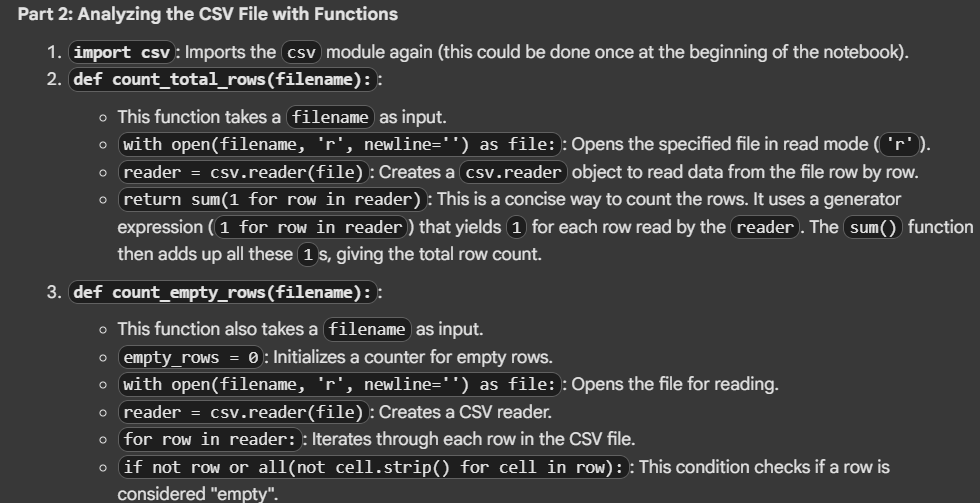 Part 2: Analyzing the CSV File with Functions
1. import csv: Imports the csv module again (this could be done once at the beginning of the notebook).
2. def count_total_rows(filename)::
○ This function takes a filename as input.
○ with open(filename, 'r', newline='') as file:: Opens the specified file in read mode ('r').
○ reader = csv.reader(file): Creates a csv.reader object to read data from the file row by row.
○ return sum(1 for row in reader): This is a concise way to count the rows. It uses a generator
expression (1 for row in reader) that yields 1 for each row read by the reader. The sum() function
then adds up all these 1s, giving the total row count.
3. def count_empty_rows(filename)::
○ This function also takes a filename as input.
○ empty_rows = 0: Initializes a counter for empty rows.
○ with open(filename, 'r', newline='') as file:: Opens the file for reading.
○ reader = csv.reader(file): Creates a CSV reader.
○ for row in reader:: Iterates through each row in the CSV file.
○ if not row or all(not cell.strip() for cell in row):: This condition checks if a row is
considered "empty".